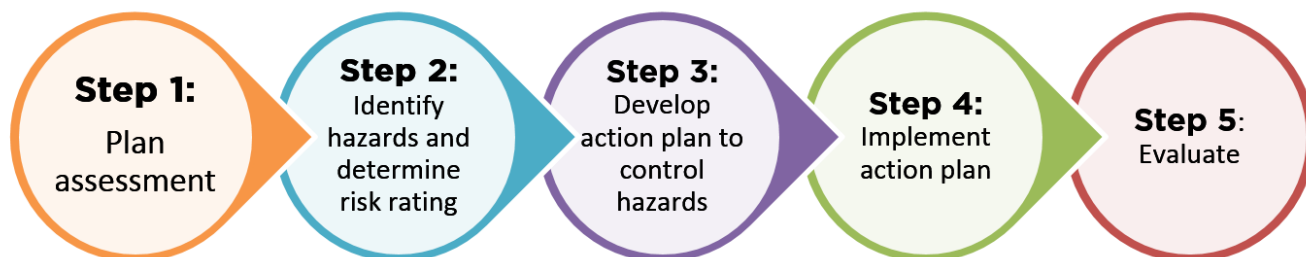 Step 1:
Plan
assessment
Step 2:
Identify
hazards and
determine
risk rating
Step 3:
Develop
action plan to
control
hazards
Step 4:
Implement
action plan
Step 5:
Evaluate